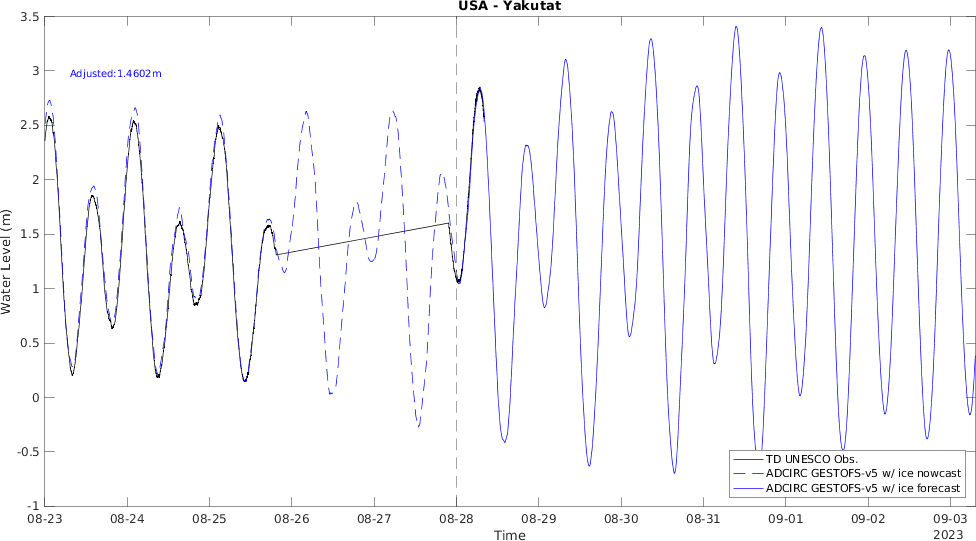 USA - Yakutat
Adjusted:1.4602m
Water Level (m)
3.5
3
2.5
2
1.5
1
0.5
0
-0.5
-1
TD UNESCO Obs.
ADCIRC GESTOFS-v5 w/ ice nowcast
ADCIRC GESTOFS-v5 w/ ice forecast
08-23 08-24 08-25 08-26 08-27 08-28 08-29 08-30 08-31 09-01 09-02 09-03
Time
2023